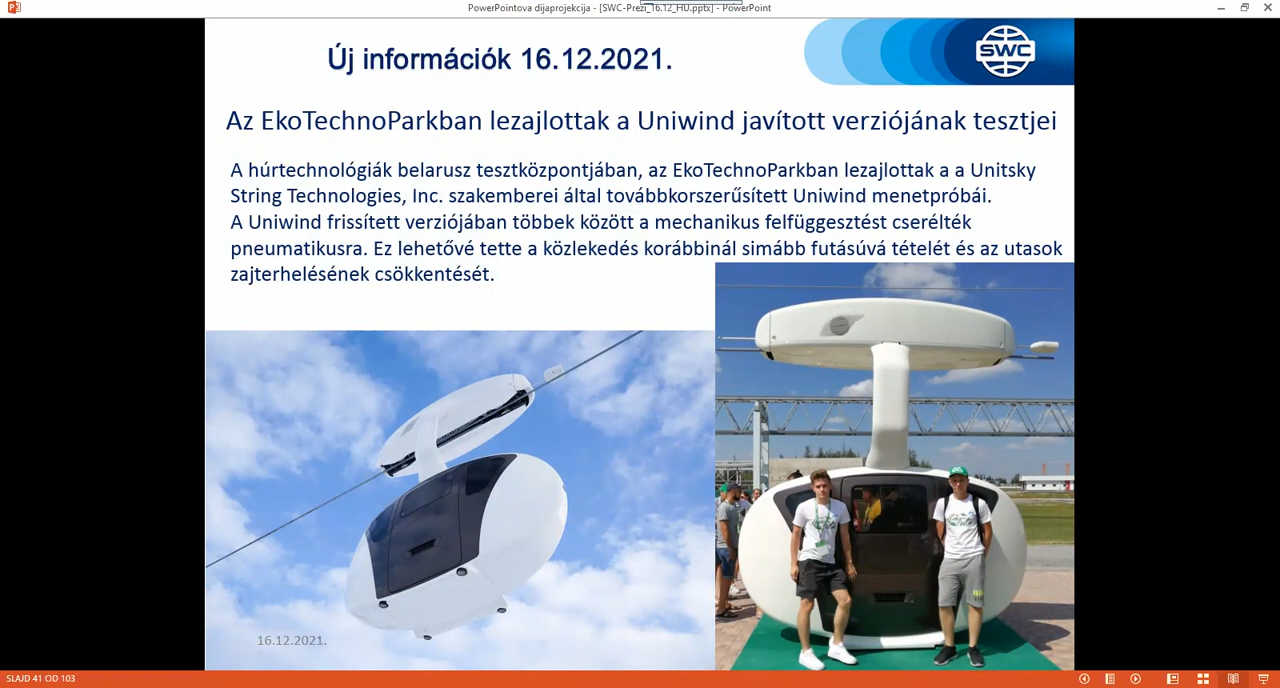 PowerPointova dijaprojekcija - [SWC-Prezi_16.12_HU.pptx] - PowerPoint
Új információk 16.12.2021.
SWC
Az EkoTechnoParkban lezajlottak a Uniwind javított verziójának tesztjei
A húrtechnológiák belarusz tesztközpontjában, az EkoTechnoParkban lezajlottak a a Unitsky
String Technologies, Inc. szakemberei által továbbkorszerűsített Uniwind menetpróbái.
A Uniwind frissített verziójában többek között a mechanikus felfüggesztést cserélték
pneumatikusra. Ez lehetővé tette a közlekedés korábbinál simább futásúvá tételét és az utasok
zajterhelésének csökkentését.
16.12.2021.
SLAJD 41 OD 103